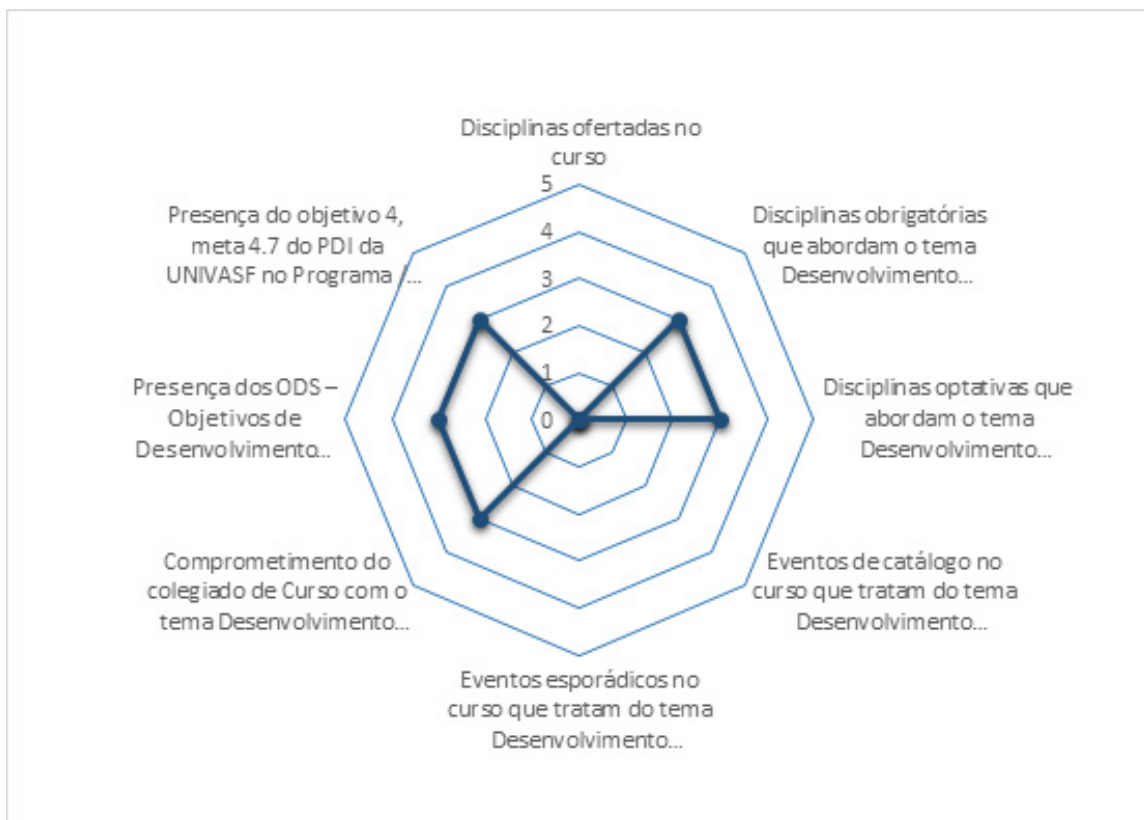 Disciplinas ofertadas no
curso
5
4
3
2
1
0
Disciplinas obrigatórias
que abordam o tema
Desenvolvimento...
Disciplinas optativas que
abordam o tema
Desenvolvimento...
Eventos de catálogo no
curso que tratam do tema
Desenvolvimento...
Eventos esporádicos no
curso que tratam do tema
Desenvolvimento...
Comprometimento do
colegiado de Curso com o
tema Desenvolvimento...
Presença dos ODS –
Objetivos de
Desenvolvimento...
Presença do objetivo 4,
meta 4.7 do PDI da
UNIVASF no Programa /...